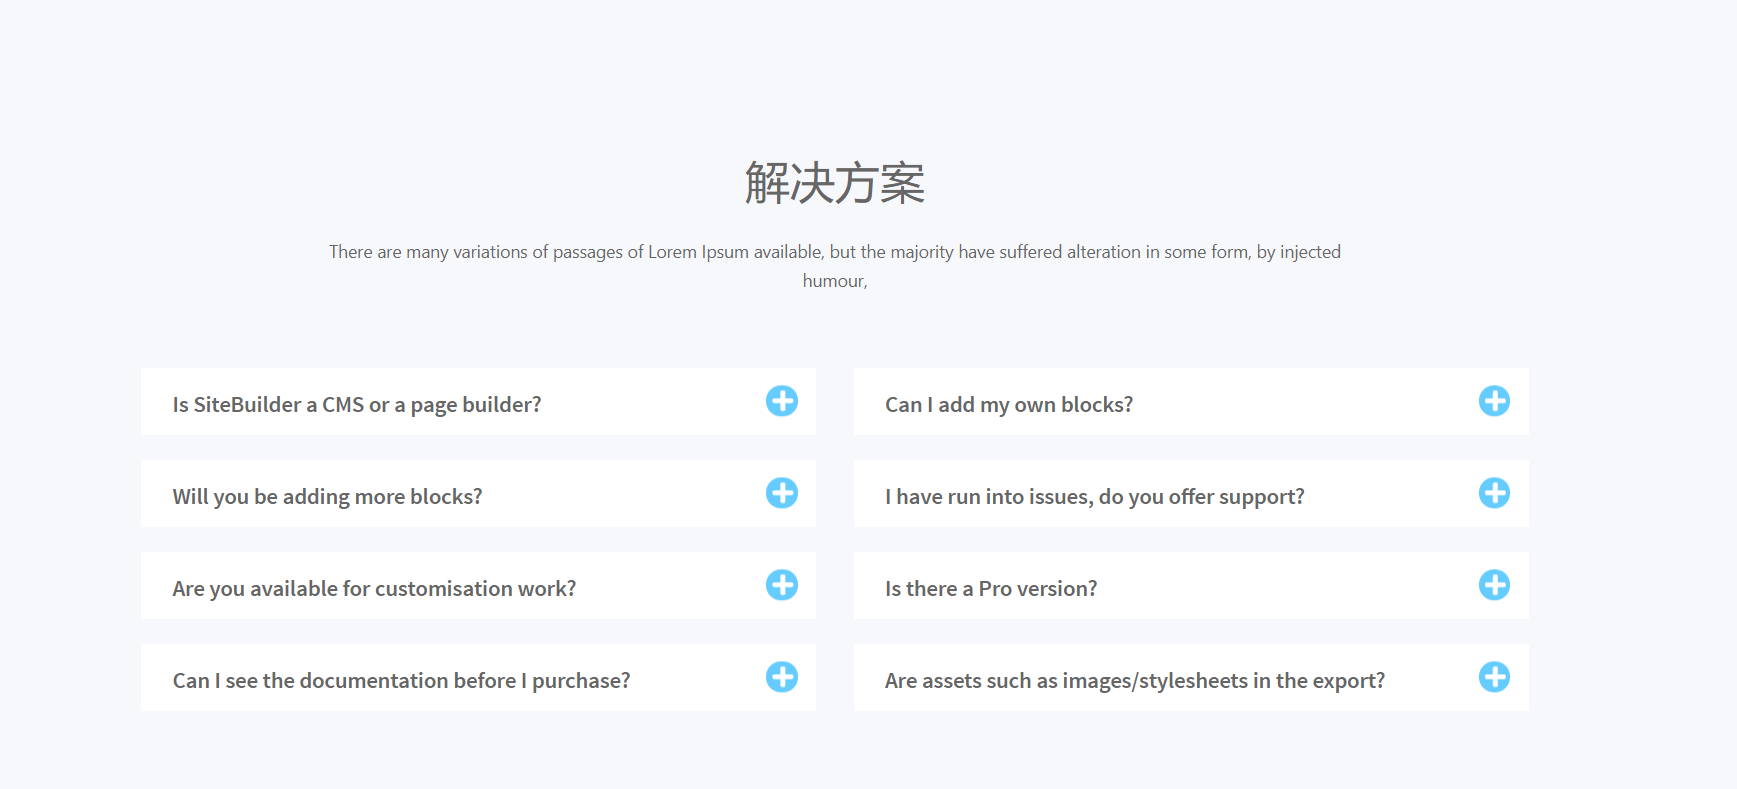 解决方案
There are many variations of passages of Lorem Ipsum available, but the majority have suffered alteration in some form, by injected
humour,
Is SiteBuilder a CMS or a page builder?
Can I add my own blocks?
Will you be adding more blocks?
I have run into issues, do you offer support?
Are you available for customisation work?
Is there a Pro version?
Can I see the documentation before I purchase?
Are assets such as images/stylesheets in the export?